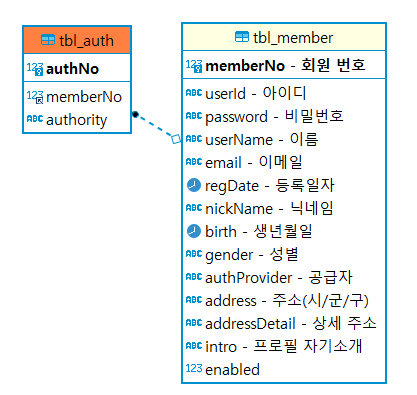 tbl_auth
123 authNo
123 memberNo
ABC authority
tbl_member
123 memberNo - 회원 번호
ABC userId - 아이디
ABC password - 비밀번호
ABC userName - 이름
ABC email - 이메일
regDate - 등록일자
ABC nickName - 닉네임
birth - 생년월일
ABC gender - 성별
ABC authProvider - 공급자
ABC address - 주소(시/군/구)
ABC addressDetail - 상세 주소
ABC intro - 프로필 자기소개
123 enabled